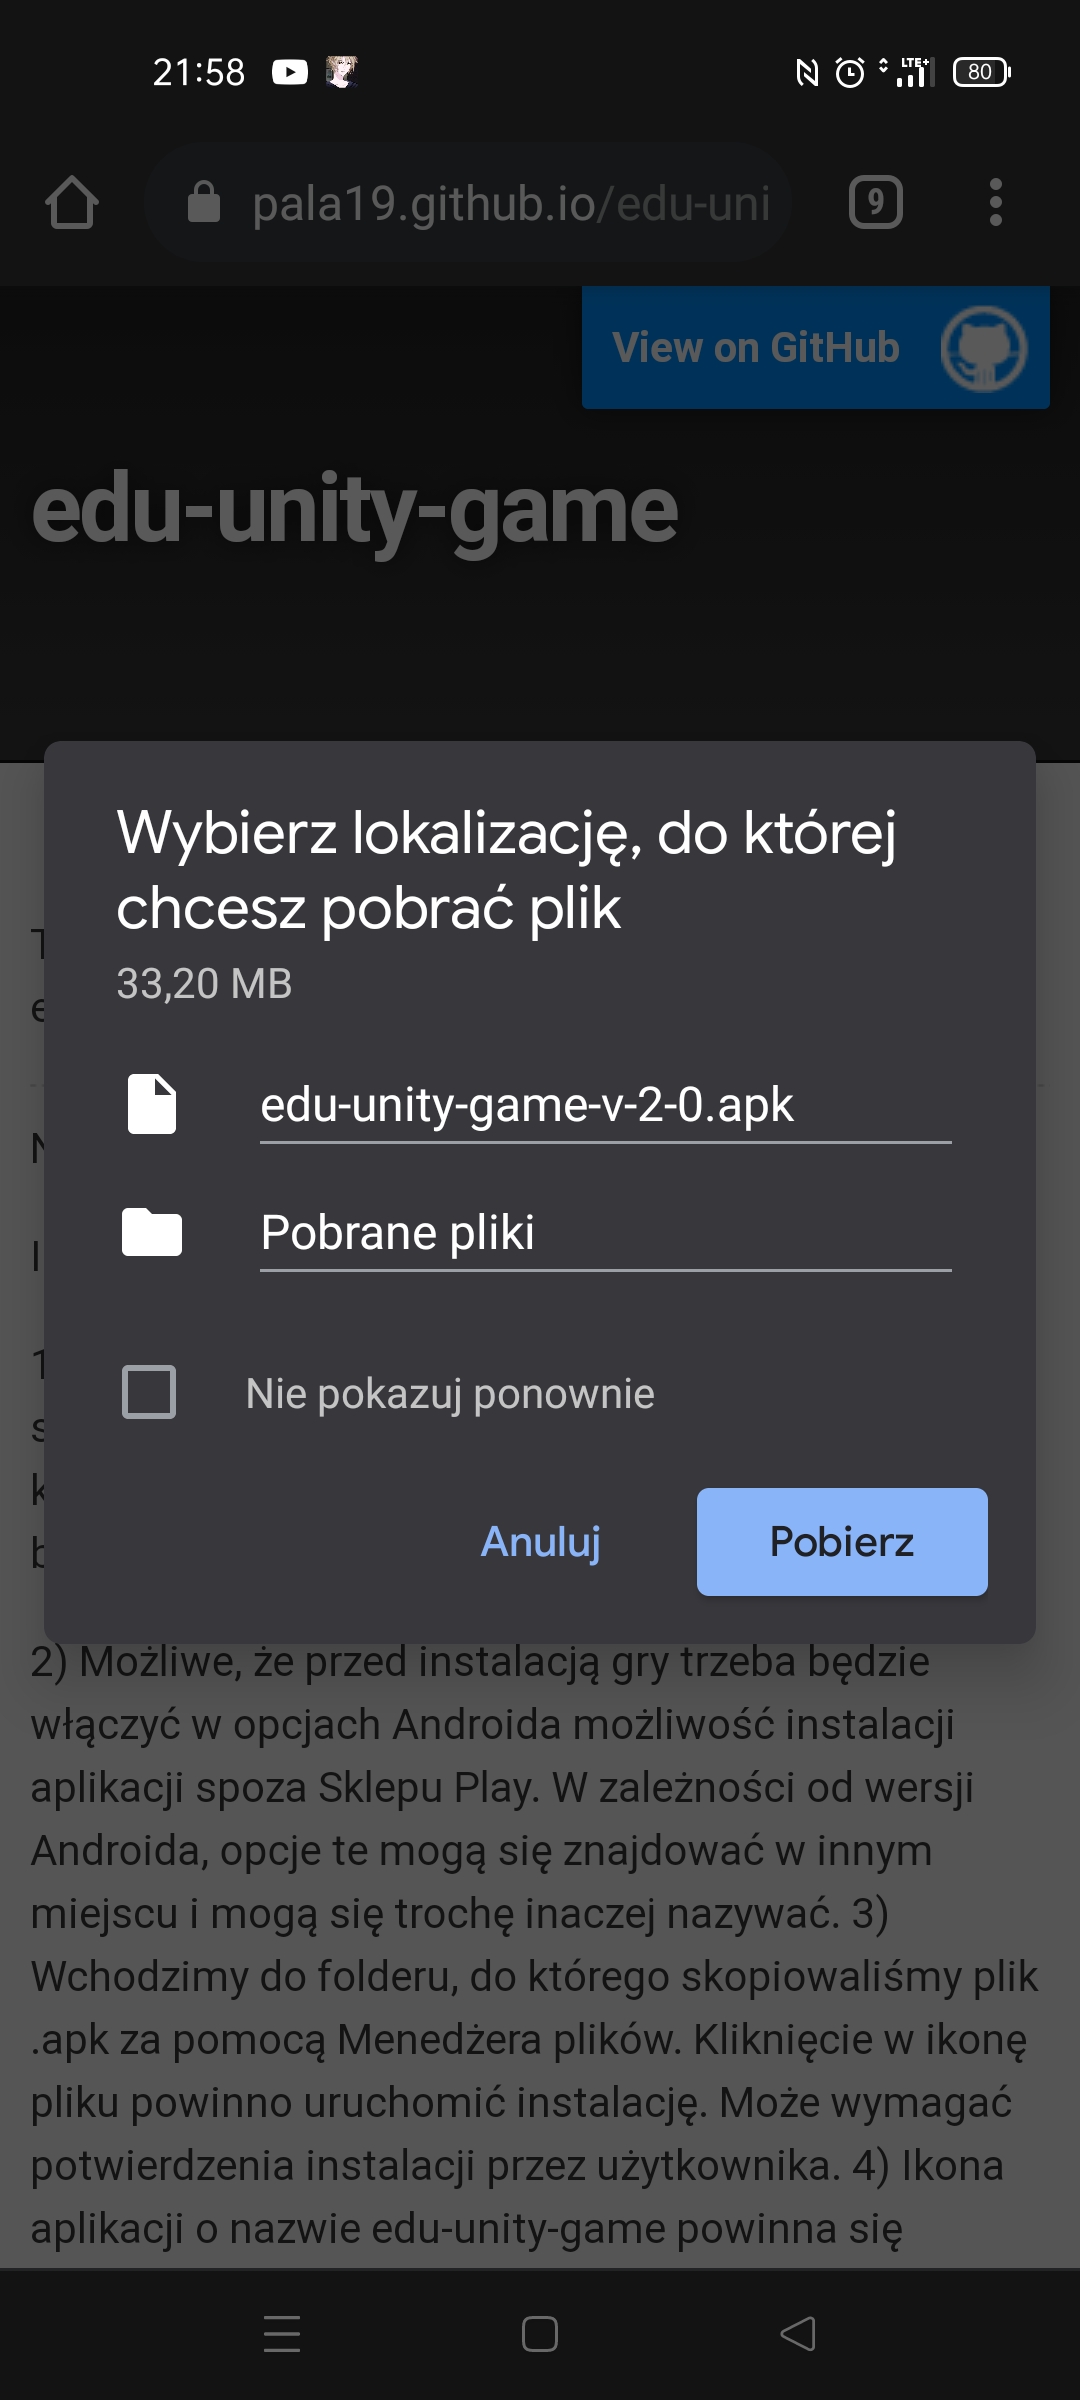 21:58
LTE+
80
pala19.github.io/edu-uni
9
View on GitHub
edu-unity-game
Wybierz lokalizację, do której
chcesz pobrać plik
33,20 MB
edu-unity-game-v-2-0.apk
Pobrane pliki
Nie pokazuj ponownie
Anuluj
Pobierz
2) Możliwe, że przed instalacją gry trzeba będzie
włączyć w opcjach Androida możliwość instalacji
aplikacji spoza Sklepu Play. W zależności od wersji
Androida, opcje te mogą się znajdować w innym
miejscu i mogą się trochę inaczej nazywać. 3)
Wchodzimy do folderu, do którego skopiowaliśmy plik
.apk za pomocą Menedżera plików. Kliknięcie w ikonę
pliku powinno uruchomić instalację. Może wymagać
potwierdzenia instalacji przez użytkownika. 4) Ikona
aplikacji o nazwie edu-unity-game powinna się